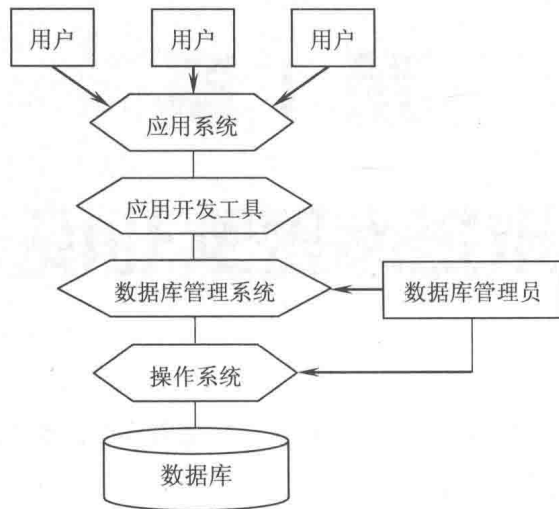 用户 用户 用户
应用系统
应用开发工具
数据库管理系统 数据库管理员
操作系统
数据库